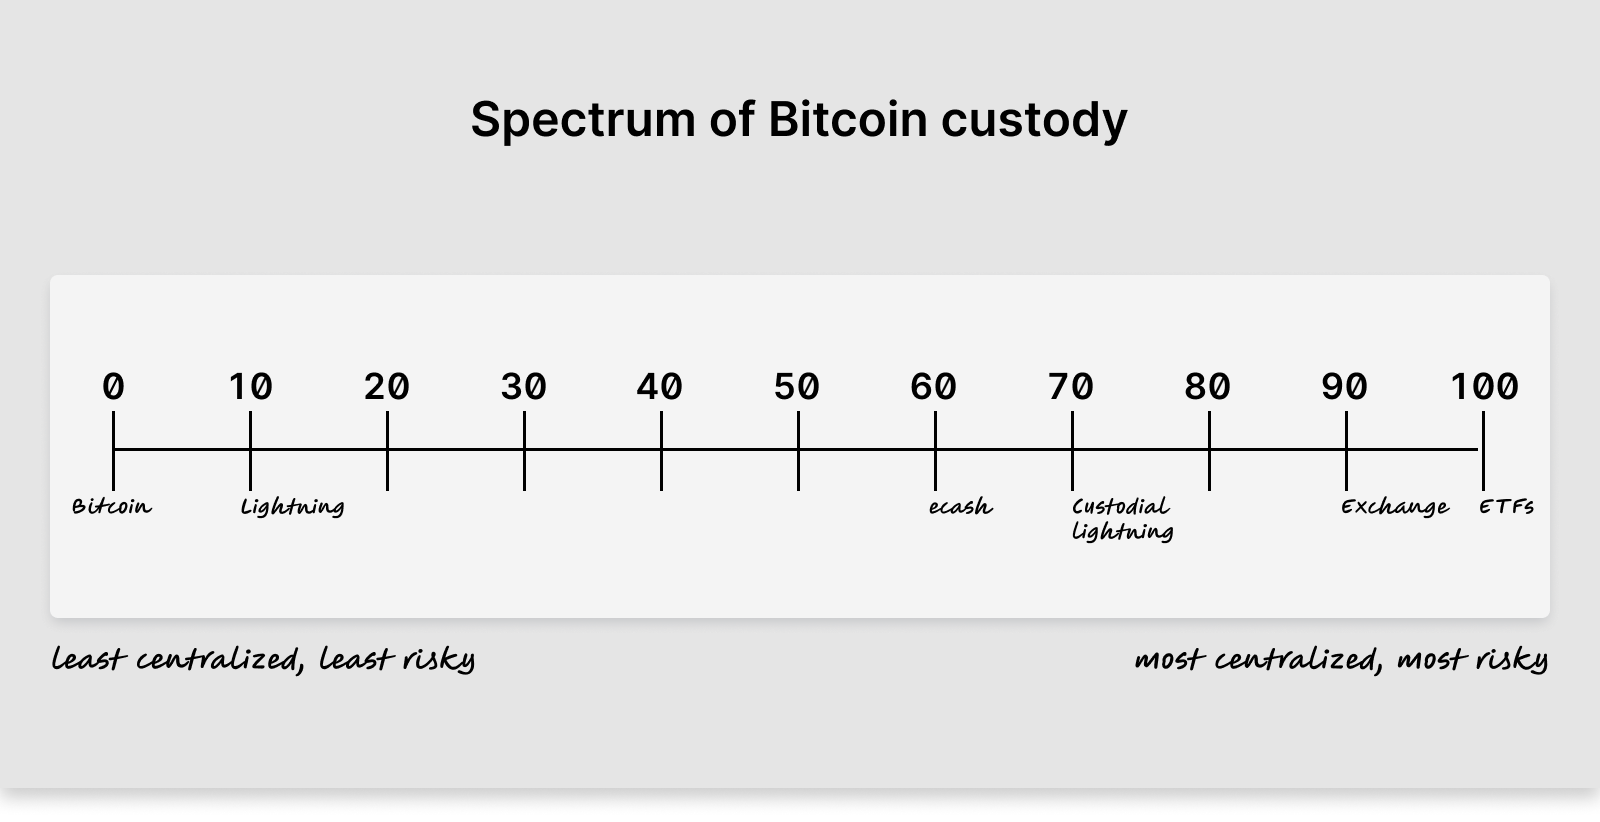 Spectrum of Bitcoin custody
0 10 20 30 40 50 60 70 80 90 100
Bitcoin Lightning ecash Custodial Exchange ETFs
lightning
least centralized, least risky most centralized, most risky